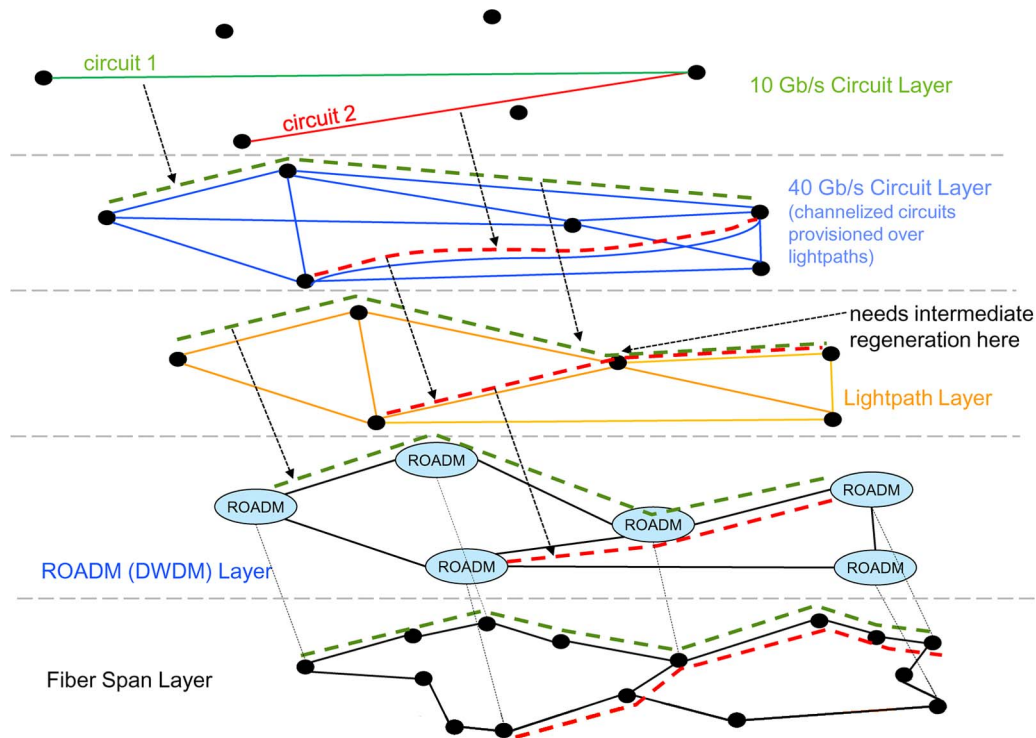 circuit 1
10 Gb/s Circuit Layer
circuit 2
40 Gb/s Circuit Layer
(channelized circuits
provisioned over
lightpaths)
needs intermediate
regeneration here
Lightpath Layer
ROADM
ROADM
ROADM
ROADM
ROADM
ROADM
ROADM (DWDM) Layer
Fiber Span Layer